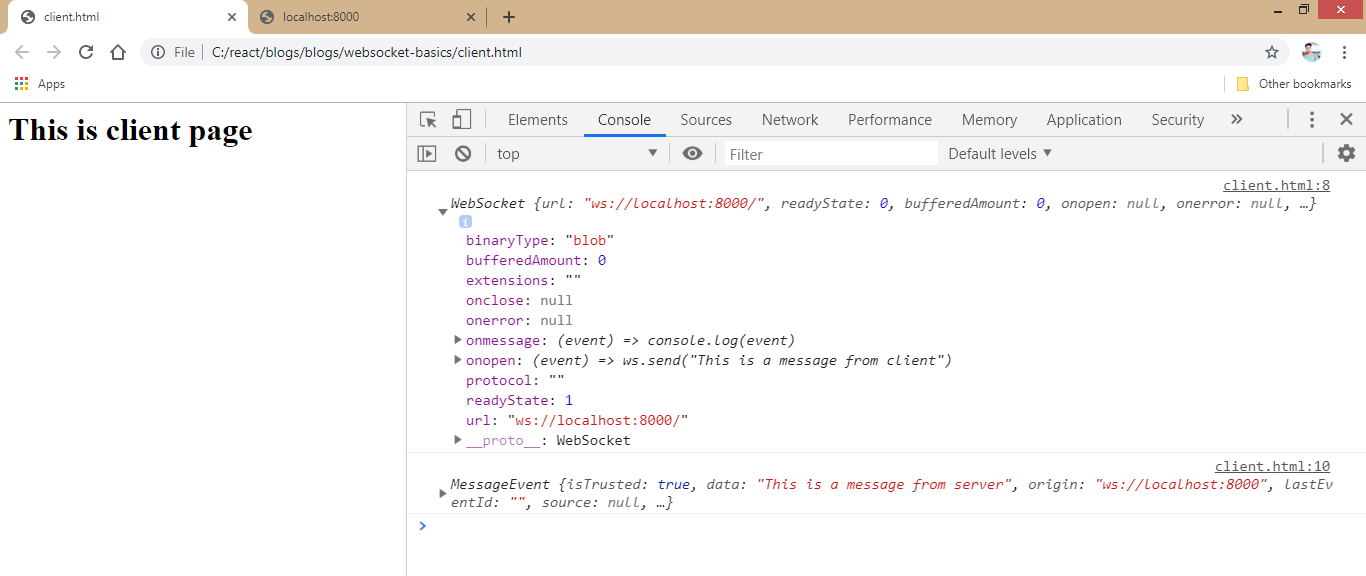 client.html
localhost:8000
File
C:/react/blogs/blogs/websocket-basics/client.html
Apps
Other bookmarks
This is client page
Elements
Console
Sources
Network
Performance
Memory
Application
Security
top
Filter
Default levels
client.html:8
WebSocket {url: "ws://localhost:8000/", readyState: 0, bufferedAmount: 0, onopen: null, onerror: null, …}
i
binaryType: "blob"
bufferedAmount: 0
extensions: ""
onclose: null
onerror: null
onmessage: (event) => console.log(event)
onopen: (event) => ws.send("This is a message from client")
protocol: ""
readyState: 1
url: "ws://localhost:8000/"
__proto__: WebSocket
client.html:10
MessageEvent {isTrusted: true, data: "This is a message from server", origin: "ws://localhost:8000", lastEv
entId: "", source: null, …}